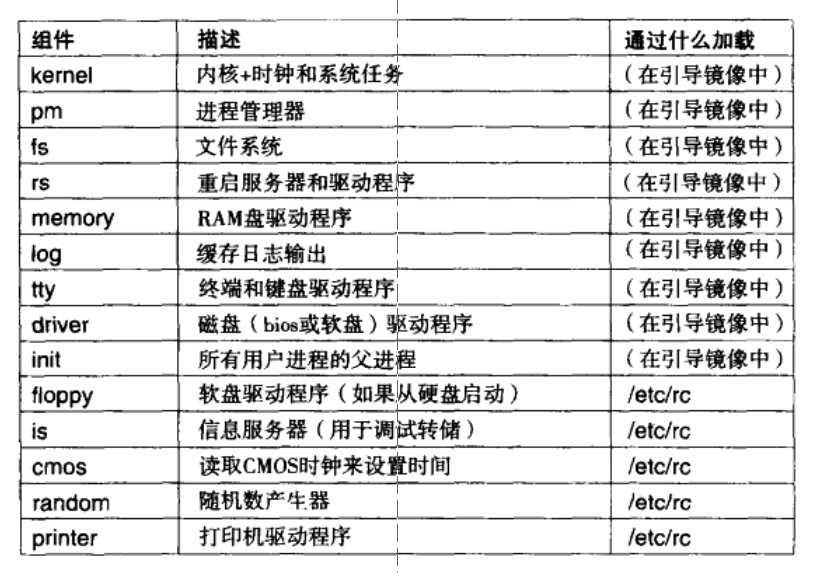 组件 描述 通过什么加载
kernel 内核+时钟和系统任务 （在引导镜像中）
pm 进程管理器 （在引导镜像中）
fs 文件系统 （在引导镜像中）
rs 重启服务器和驱动程序 （在引导镜像中）
memory RAM盘驱动程序 （在引导镜像中）
log 缓存日志输出 （在引导镜像中）
tty 终端和键盘驱动程序 （在引导镜像中）
driver 磁盘（bios或软盘）驱动程序 （在引导镜像中）
init 所有用户进程的父进程 （在引导镜像中）
floppy 软盘驱动程序（如果从硬盘启动） /etc/rc
is 信息服务器（用于调试转储） /etc/rc
cmos 读取CMOS时钟来设置时间 /etc/rc
random 随机数产生器 /etc/rc
printer 打印机驱动程序 /etc/rc